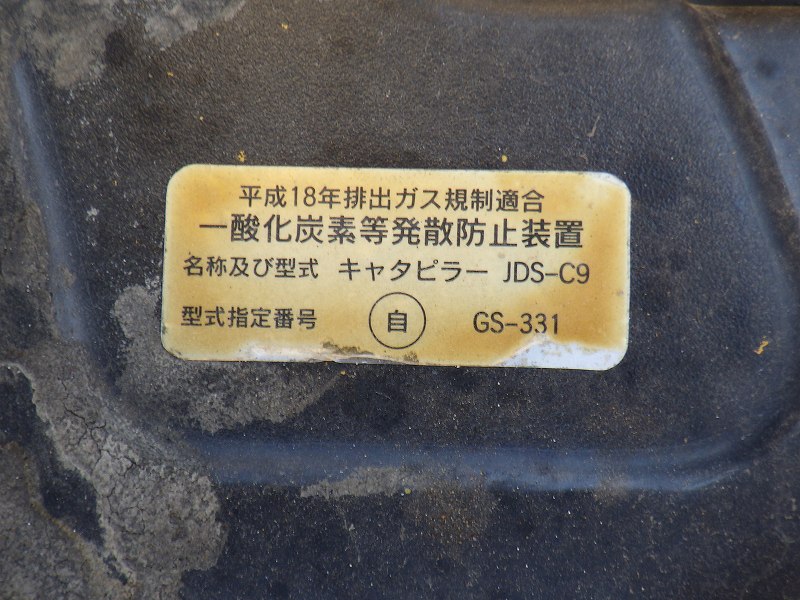 平成18年排出ガス規制適合
一酸化炭素等発散防止装置
名称及び型式 キャタピラー JDS-C9
型式指定番号 自 GS-331